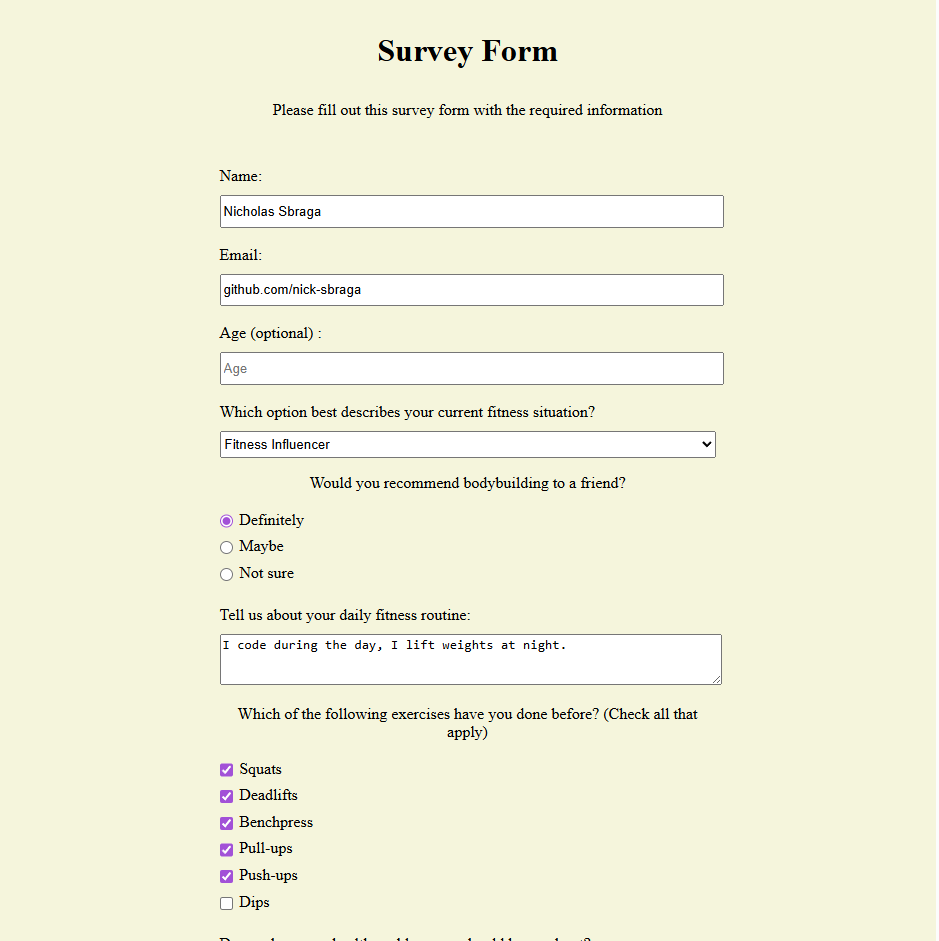 Survey Form
Please fill out this survey form with the required information
Name:
Nicholas Sbraga
Email:
github.com/nick-sbraga
Age (optional) :
Age
Which option best describes your current fitness situation?
Fitness Influencer
Would you recommend bodybuilding to a friend?
Definitely
Maybe
Not sure
Tell us about your daily fitness routine:
I code during the day, I lift weights at night.
Which of the following exercises have you done before? (Check all that
apply)
Squats
Deadlifts
Benchpress
Pull-ups
Push-ups
Dips